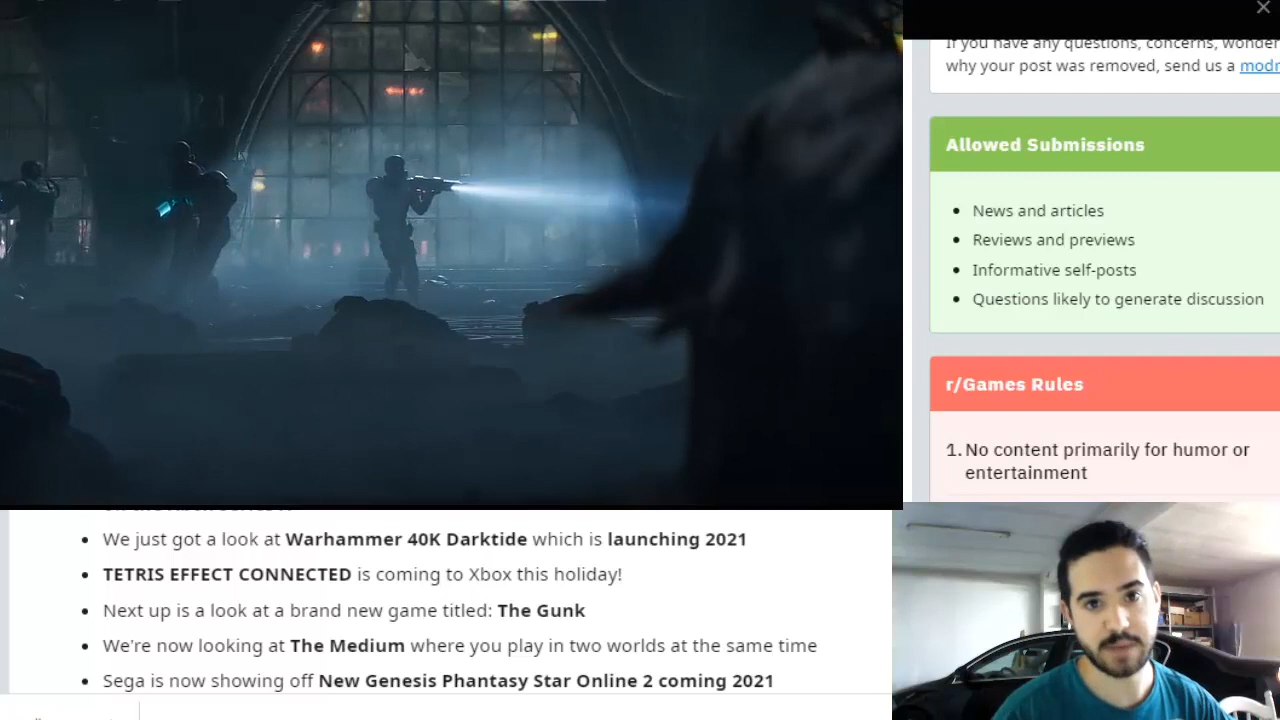 If you have any questions, concerns, wonder
why your post was removed, send us a modr
Allowed Submissions
News and articles
Reviews and previews
Informative self-posts
Questions likely to generate discussion
r/Games Rules
1. No content primarily for humor or
entertainment
We just got a look at Warhammer 40K Darktide which is launching 2021
TETRIS EFFECT CONNECTED is coming to Xbox this holiday!
Next up is a look at a brand new game titled: The Gunk
We're now looking at The Medium where you play in two worlds at the same time
Sega is now showing off New Genesis Phantasy Star Online 2 coming 2021